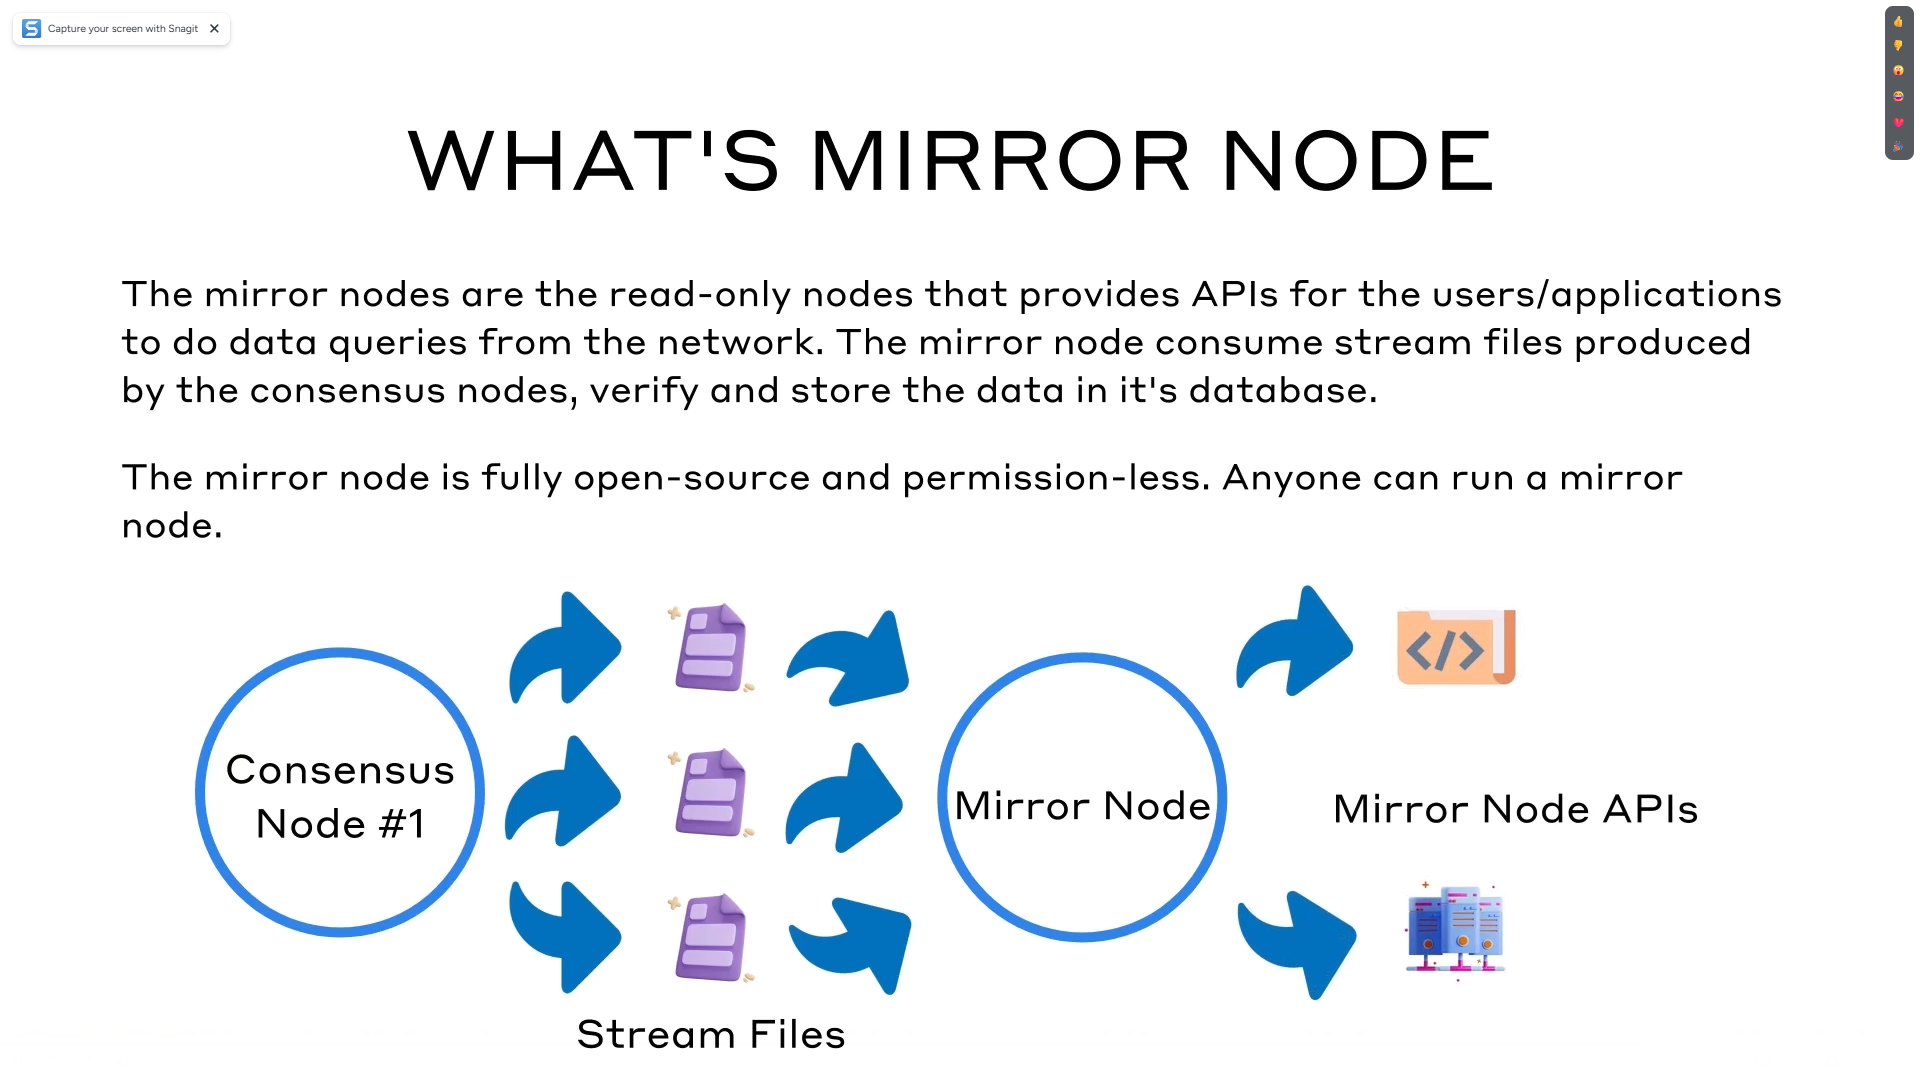 Capture your screen with Snagit
WHAT'S MIRROR NODE
The mirror nodes are the read-only nodes that provides APIs for the users/applications
to do data queries from the network. The mirror node consume stream files produced
by the consensus nodes, verify and store the data in it's database.
The mirror node is fully open-source and permission-less. Anyone can run a mirror
node.
Consensus
Node #1
Stream Files
Mirror Node
</>
Mirror Node APIs